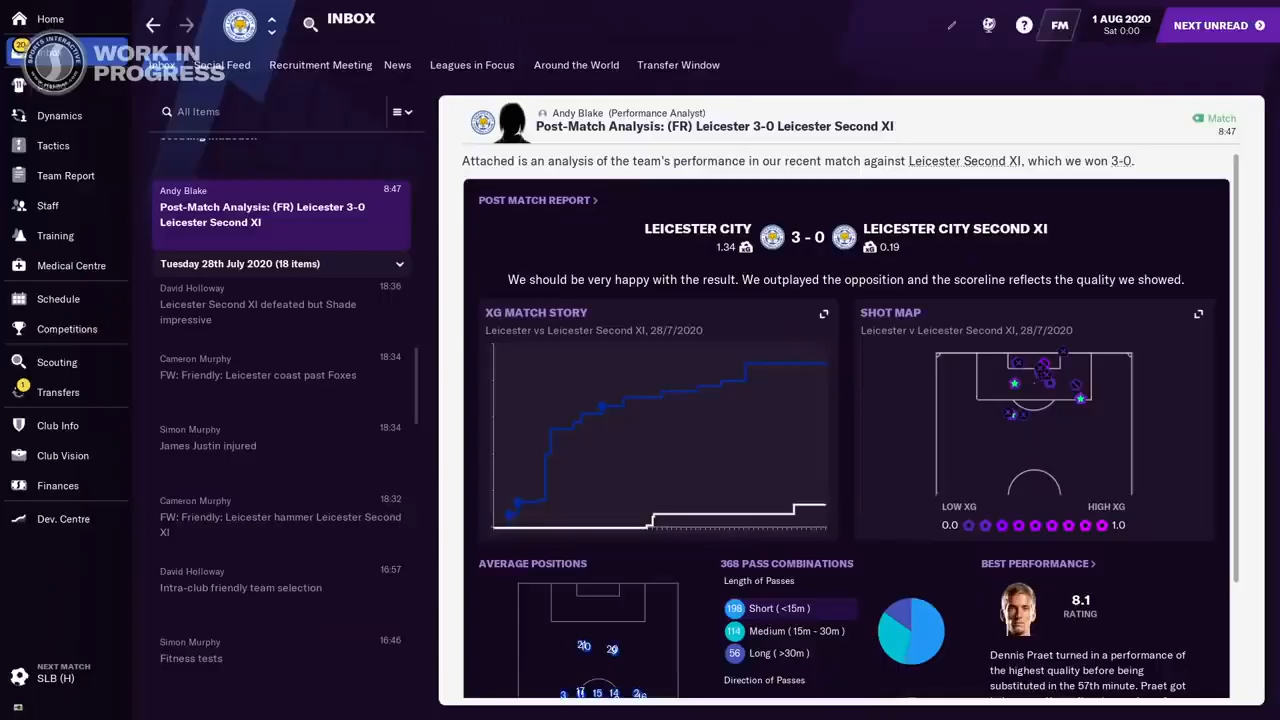 Home
INBOX
FM
1 AUG 2020
Sat 0:00
NEXT UNREAD
20
SPORTS INTERACTIVE
WORK IN
PROGRESS
Inbox
Social Feed
Recruitment Meeting
News
Leagues in Focus
Around the World
Transfer Window
Dynamics
Tactics
Team Report
Staff
Training
Medical Centre
Schedule
Competitions
Scouting
1
Transfers
Club Info
Club Vision
Finances
Dev. Centre
NEXT MATCH
SLB (H)
All Items
Andy Blake
8:47
Post-Match Analysis: (FR) Leicester 3-0
Leicester Second XI
Tuesday 28th July 2020 (18 items)
David Holloway
18:36
Leicester Second XI defeated but Shade
impressive
Cameron Murphy
18:34
FW: Friendly: Leicester coast past Foxes
Simon Murphy
18:34
James Justin injured
Cameron Murphy
18:32
FW: Friendly: Leicester hammer Leicester Second
XI
David Holloway
16:57
Intra-club friendly team selection
Simon Murphy
16:46
Fitness tests
Andy Blake (Performance Analyst)
Post-Match Analysis: (FR) Leicester 3-0 Leicester Second XI
Match
8:47
Attached is an analysis of the team's performance in our recent match against Leicester Second XI, which we won 3-0.
POST MATCH REPORT >
LEICESTER CITY
1.34 xG
3 - 0
LEICESTER CITY SECOND XI
xG 0.19
We should be very happy with the result. We outplayed the opposition and the scoreline reflects the quality we showed.
XG MATCH STORY
Leicester vs Leicester Second XI, 28/7/2020
SHOT MAP
Leicester v Leicester Second XI, 28/7/2020
LOW XG
HIGH XG
0.0
1.0
AVERAGE POSITIONS
29
3
17
15
14
368 PASS COMBINATIONS
Length of Passes
198 Short ( <15m )
114 Medium ( 15m - 30m )
56 Long ( >30m )
Direction of Passes
BEST PERFORMANCE >
8.1
RATING
Dennis Praet turned in a performance
of the highest quality before being
substituted in the 57th minute. Praet got